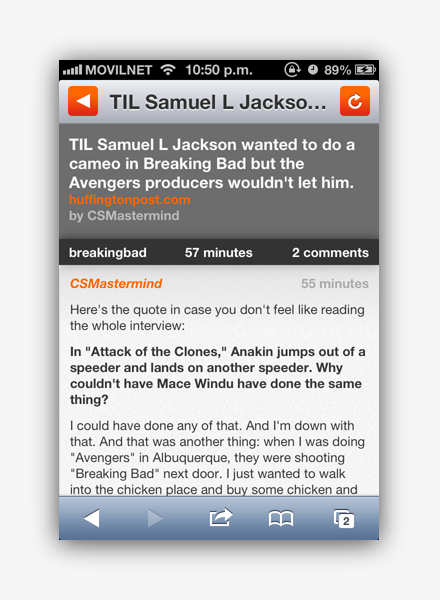 MOVILNET 10:50 p.m. 89%
TIL Samuel L Jackso...
TIL Samuel L Jackson wanted to do a
cameo in Breaking Bad but the
Avengers producers wouldn't let him.
huffingtonpost.com
by CSMastermind
breakingbad 57 minutes 2 comments
CSMastermind 55 minutes
Here's the quote in case you don't feel like reading
the whole interview:
In "Attack of the Clones," Anakin jumps out of a
speeder and lands on another speeder. Why
couldn't have Mace Windu have done the same
thing?
I could have done any of that. And I'm down with
that. And that was another thing: when I was doing
"Avengers" in Albuquerque, they were shooting
"Breaking Bad" next door. I just wanted to walk
into the chicken place and buy some chicken and
2